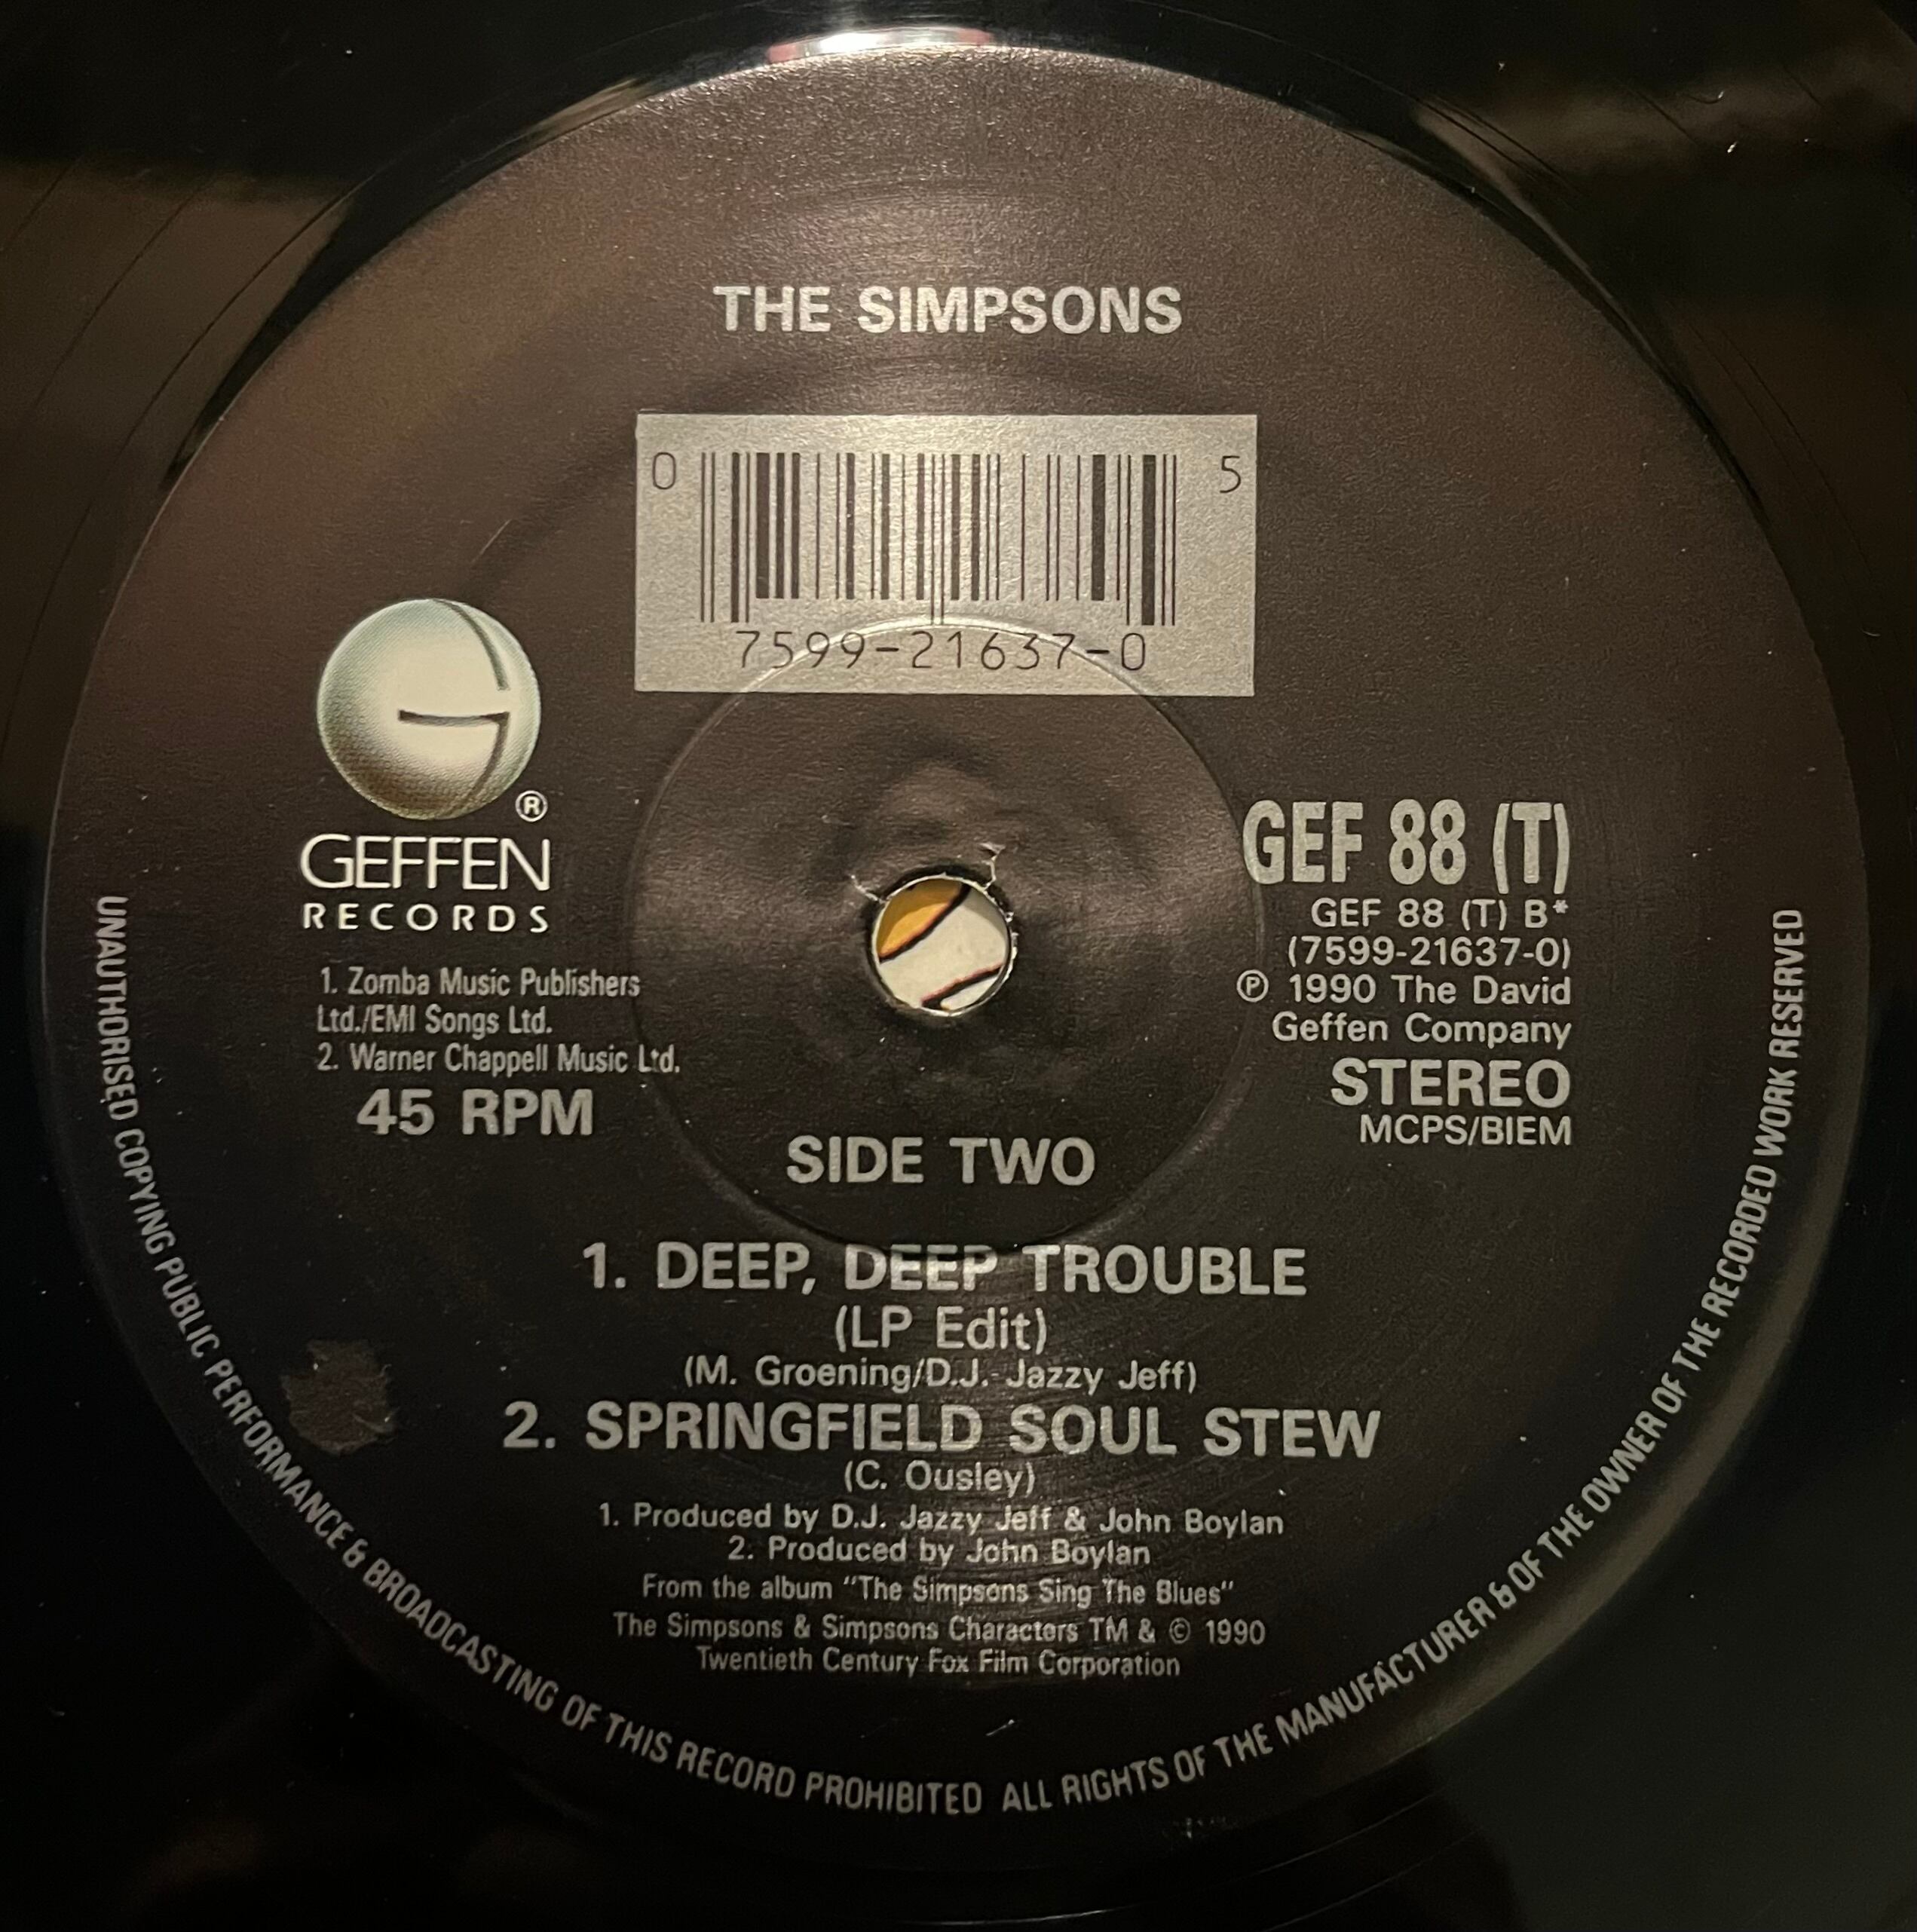 THE SIMPSONS
0 5
7599-21637-0
®
GEFFEN
RECORDS
1. Zomba Music Publishers
Ltd./EMI Songs Ltd.
2. Warner Chappell Music Ltd.
45 RPM
GEF 88 (T)
GEF 88 (T) B*
(7599-21637-0)
℗ 1990 The David
Geffen Company
STEREO
MCPS/BIEM
SIDE TWO
1. DEEP, DEEP TROUBLE
(LP Edit)
(M. Groening/D.J. Jazzy Jeff)
2. SPRINGFIELD SOUL STEW
(C. Ousley)
1. Produced by D.J. Jazzy Jeff & John Boylan
2. Produced by John Boylan
From the album "The Simpsons Sing The Blues"
The Simpsons & Simpsons Characters TM & © 1990
Twentieth Century Fox Film Corporation
UNAUTHORISED COPYING PUBLIC PERFORMANCE & BROADCASTING OF THIS RECORD PROHIBITED ALL RIGHTS OF THE MANUFACTURER & OF THE OWNER OF THE RECORDED WORK RESERVED